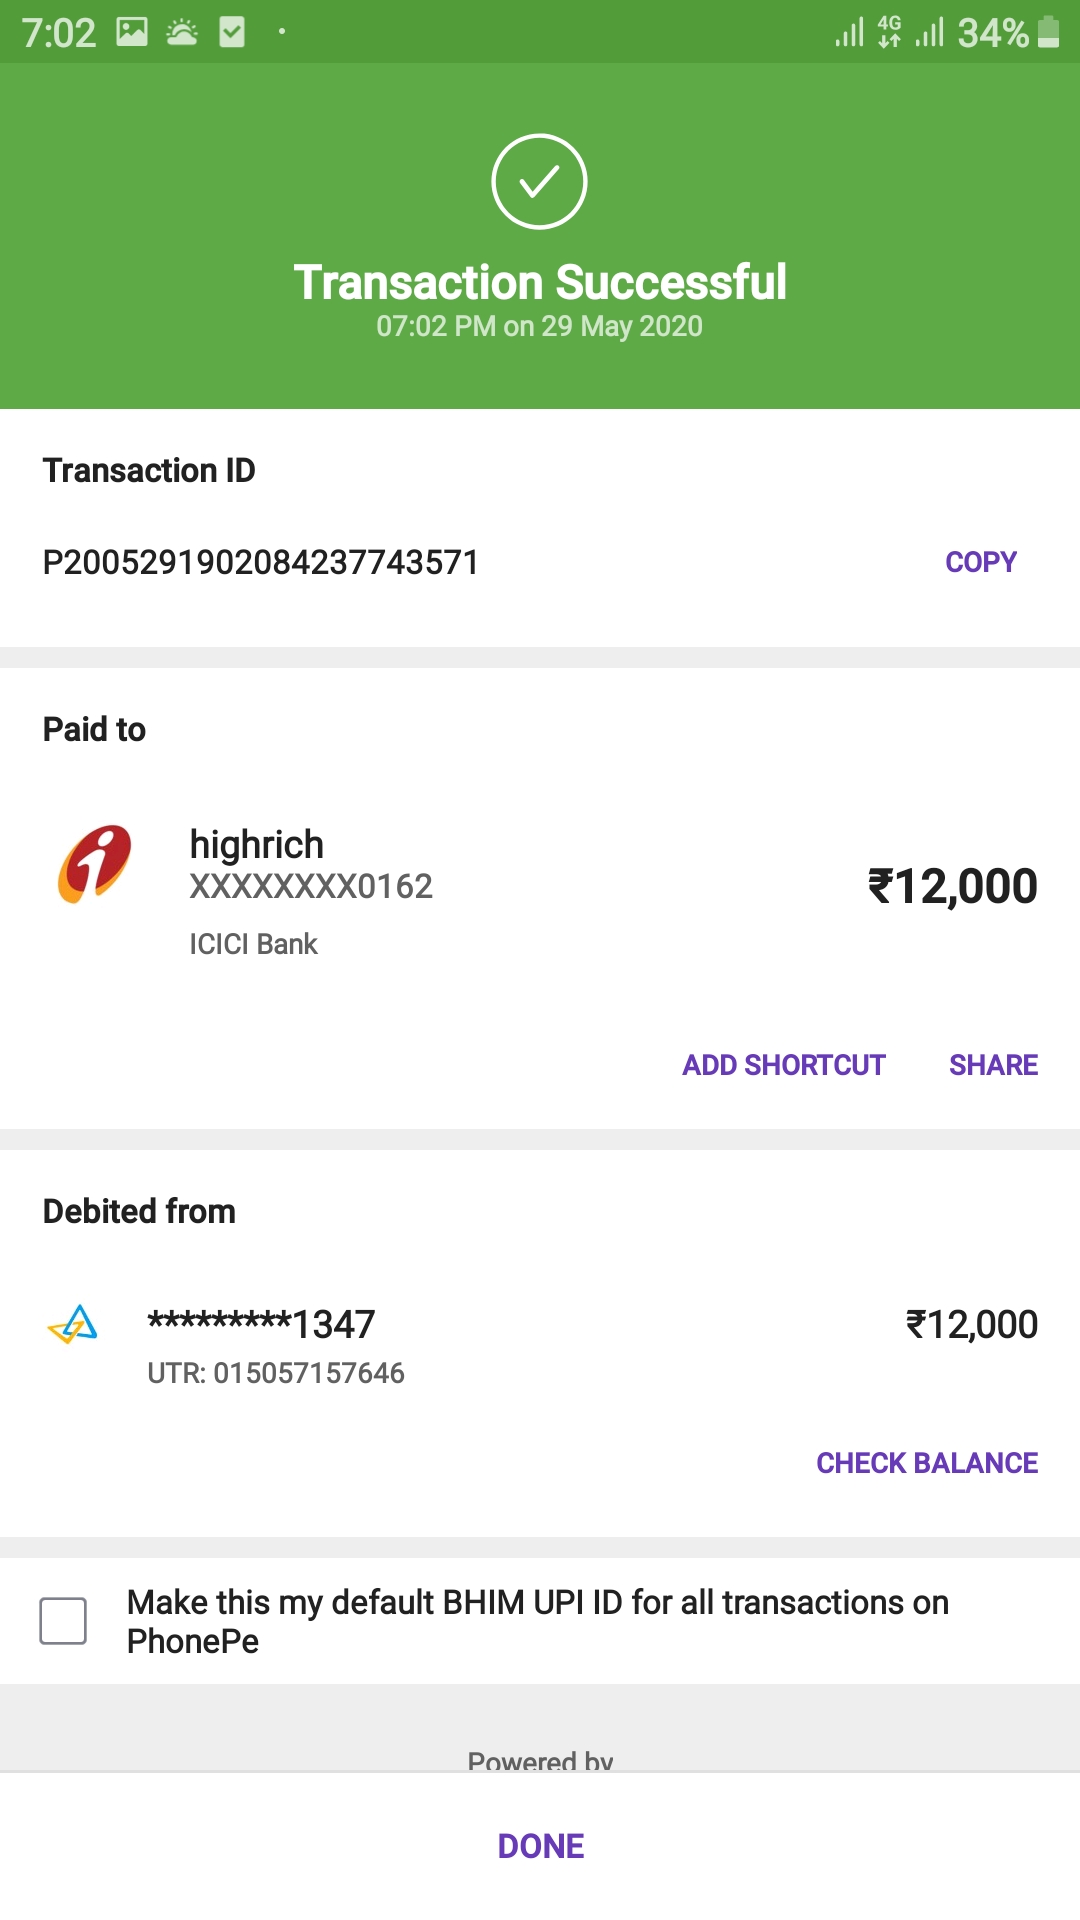 7:02 4G 34%
Transaction Successful
07:02 PM on 29 May 2020
Transaction ID
P2005291902084237743571 COPY
Paid to
highrich
XXXXXXXX0162 ₹12,000
ICICI Bank
ADD SHORTCUT SHARE
Debited from
*********1347 ₹12,000
UTR: 015057157646
CHECK BALANCE
Make this my default BHIM UPI ID for all transactions on
PhonePe
Powered by
DONE